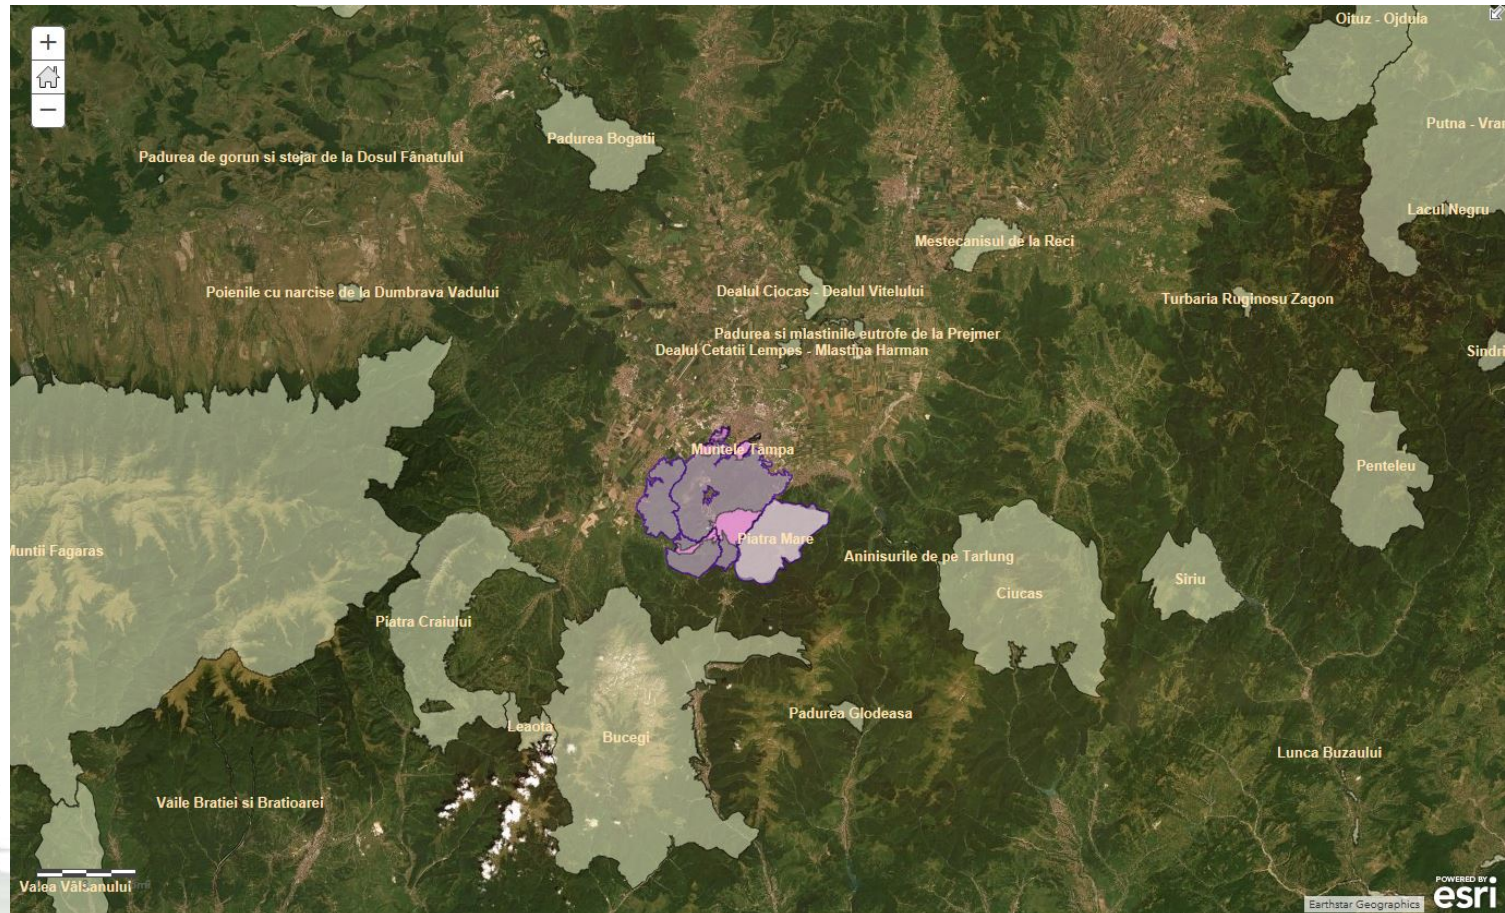 Oituz - Ojdula
+
−
Putna - Vran
Padurea Bogatii
Padurea de gorun si stejar de la Dosul Fânatului
Lacul Negru
Mestecanisul de la Reci
Poienile cu narcise de la Dumbrava Vadului
Dealul Ciocas - Dealul Vitelului
Turbaria Ruginosu Zagon
Padurea si mlastinile eutrofe de la Prejmer
Dealul Cetatii Lempes - Mlastina Harman
Sindri
Muntele Tâmpa
Penteleu
Piatra Mare
Muntii Fagaras
Aninisurile de pe Tarlung
Siriu
Ciucas
Piatra Craiului
Padurea Glodeasa
Leaota
Bucegi
Lunca Buzaului
Vaile Bratiei si Bratioarei
Valea Vâlsanului
POWERED BY
esri
Earthstar Geographics